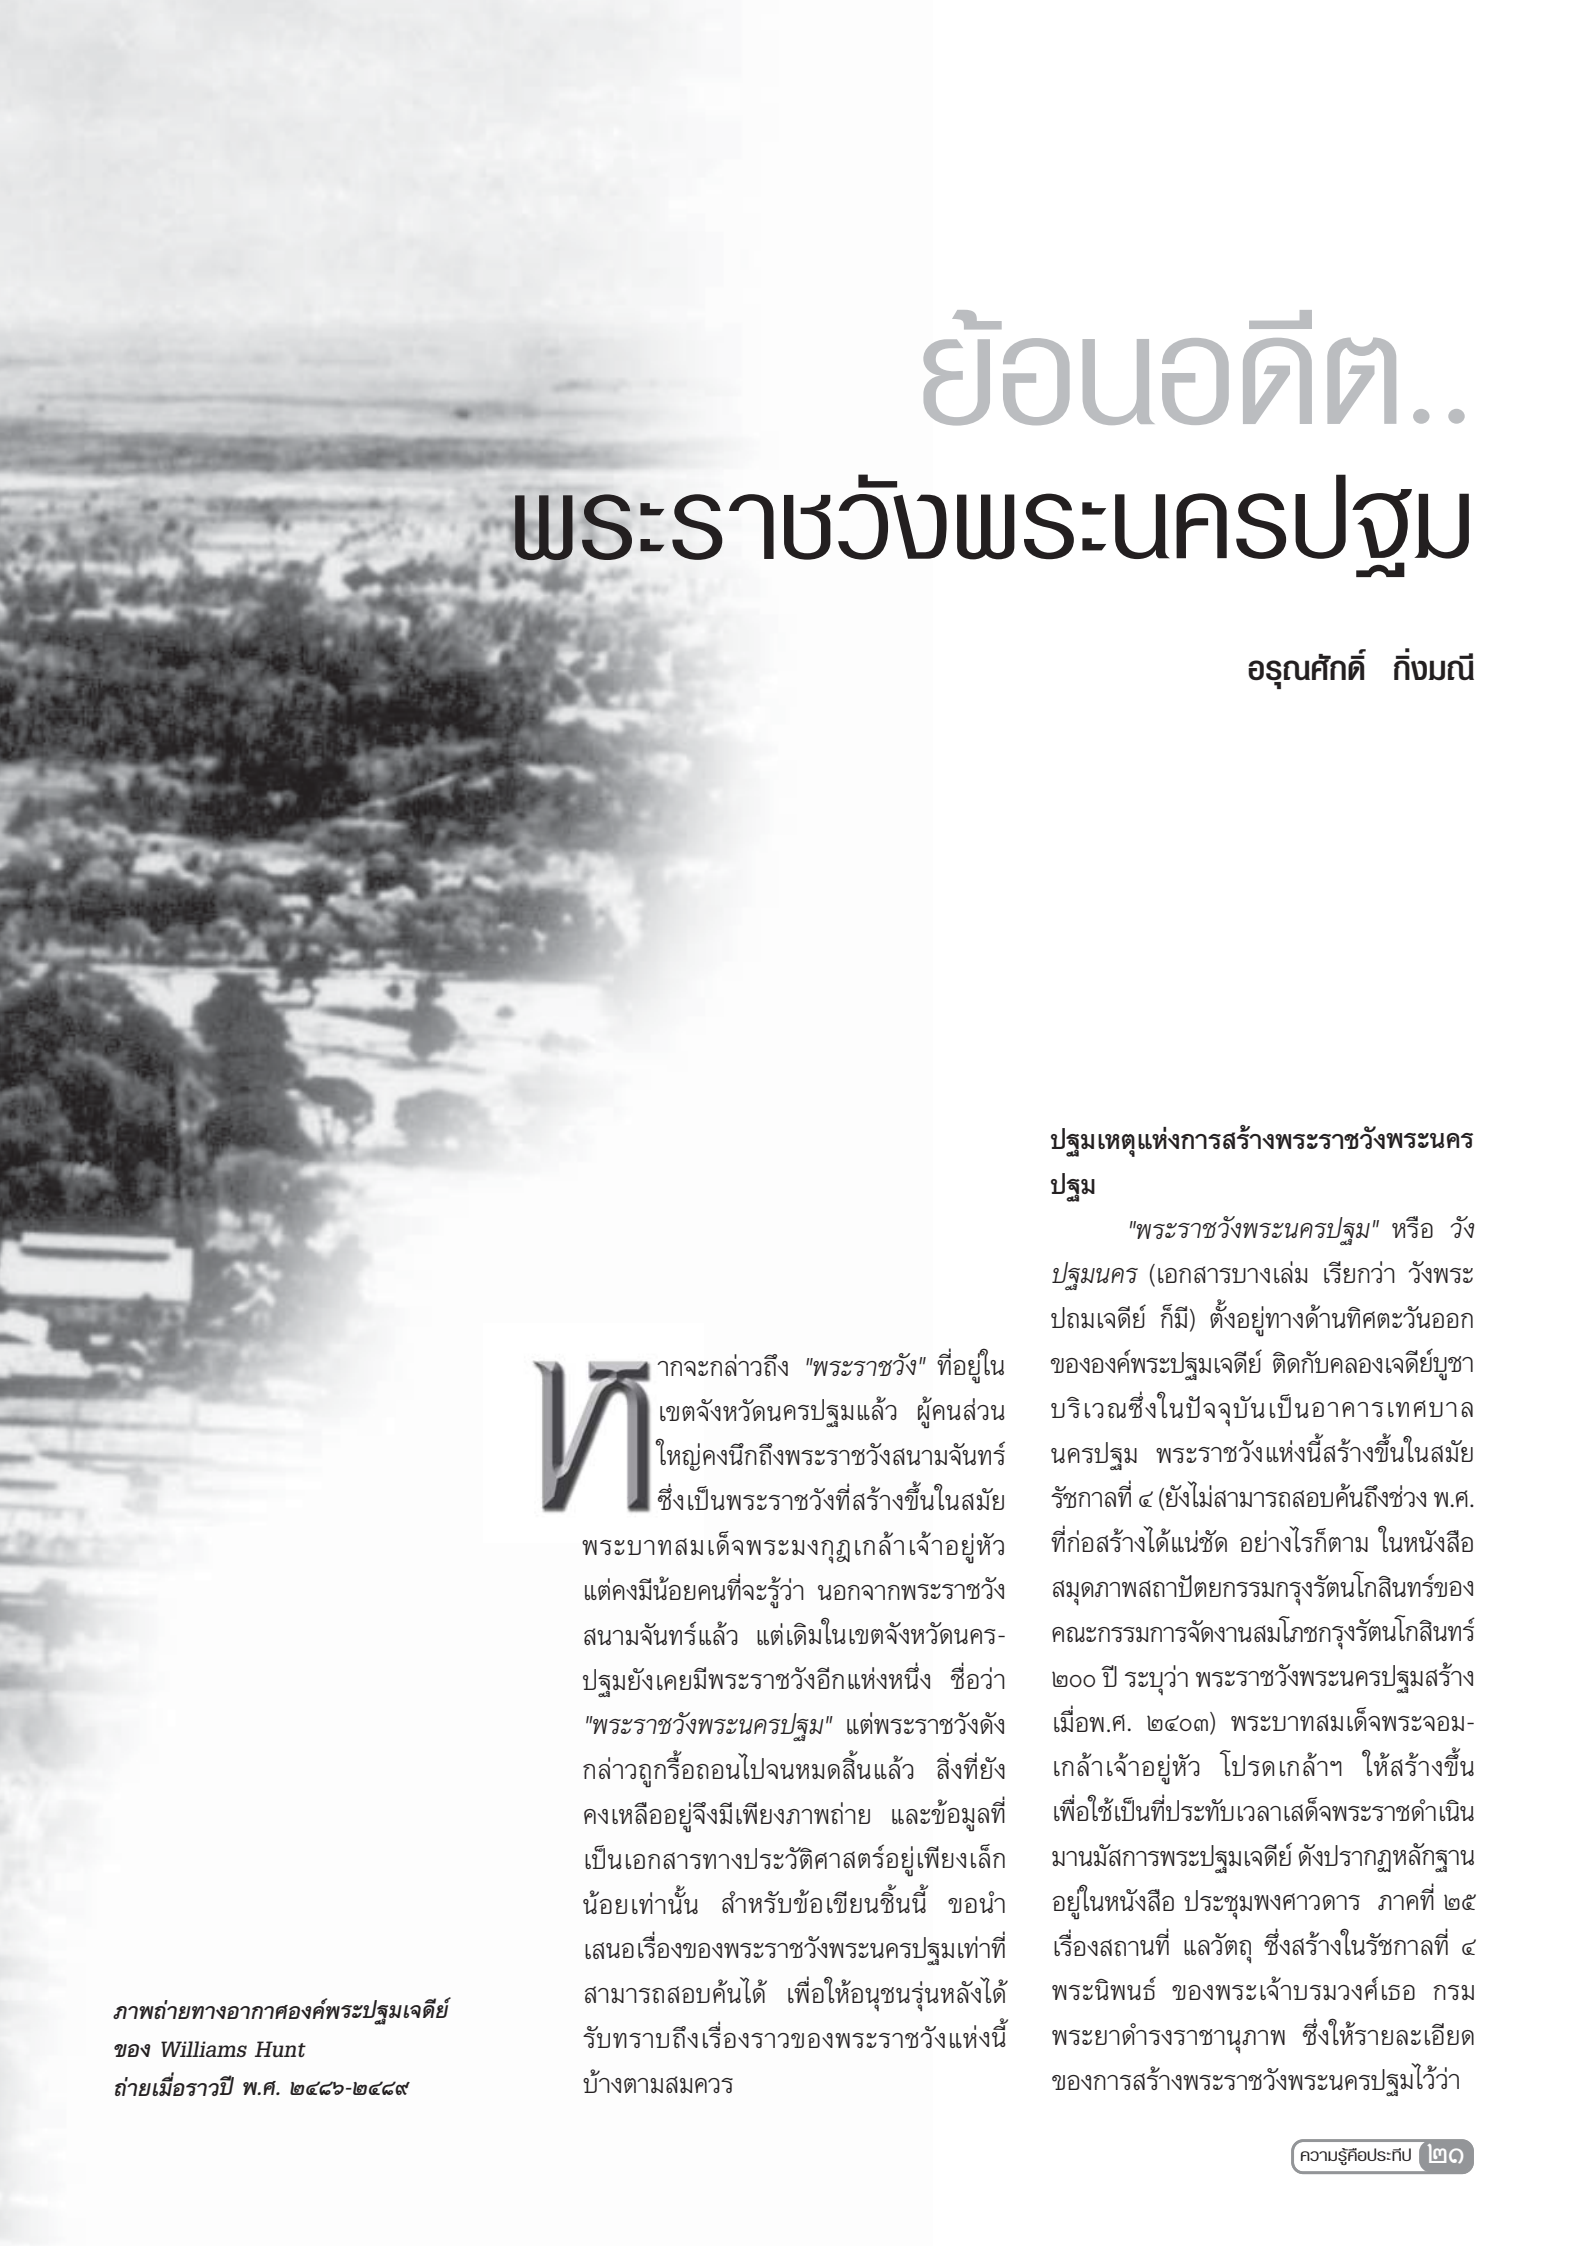 ย้อนอดีต..
พระราชวังพระนครปฐม
อรุณศักดิ์ กิ่งมณี
หากจะกล่าวถึง "พระราชวัง" ที่อยู่ใน
เขตจังหวัดนครปฐมแล้ว ผู้คนส่วน
ใหญ่คงนึกถึงพระราชวังสนามจันทร์
ซึ่งเป็นพระราชวังที่สร้างขึ้นในสมัย
พระบาทสมเด็จพระมงกุฎเกล้าเจ้าอยู่หัว
แต่คงมีน้อยคนที่จะรู้ว่า นอกจากพระราชวัง
สนามจันทร์แล้ว แต่เดิมในเขตจังหวัดนคร-
ปฐมยังเคยมีพระราชวังอีกแห่งหนึ่ง ชื่อว่า
"พระราชวังพระนครปฐม" แต่พระราชวังดัง
กล่าวถูกรื้อถอนไปจนหมดสิ้นแล้ว สิ่งที่ยัง
คงเหลืออยู่จึงมีเพียงภาพถ่าย และข้อมูลที่
เป็นเอกสารทางประวัติศาสตร์อยู่เพียงเล็ก
น้อยเท่านั้น สำหรับข้อเขียนชิ้นนี้ ขอนำ
เสนอเรื่องของพระราชวังพระนครปฐมเท่าที่
สามารถสอบค้นได้ เพื่อให้อนุชนรุ่นหลังได้
รับทราบถึงเรื่องราวของพระราชวังแห่งนี้
บ้างตามสมควร
ปฐมเหตุแห่งการสร้างพระราชวังพระนคร
ปฐม
"พระราชวังพระนครปฐม" หรือ วัง
ปฐมนคร (เอกสารบางเล่ม เรียกว่า วังพระ
ปถมเจดีย์ ก็มี) ตั้งอยู่ทางด้านทิศตะวันออก
ขององค์พระปฐมเจดีย์ ติดกับคลองเจดีย์บูชา
บริเวณซึ่งในปัจจุบันเป็นอาคารเทศบาล
นครปฐม พระราชวังแห่งนี้สร้างขึ้นในสมัย
รัชกาลที่ ๔ (ยังไม่สามารถสอบค้นถึงช่วง พ.ศ.
ที่ก่อสร้างได้แน่ชัด อย่างไรก็ตาม ในหนังสือ
สมุดภาพสถาปัตยกรรมกรุงรัตนโกสินทร์ของ
คณะกรรมการจัดงานสมโภชกรุงรัตนโกสินทร์
๒๐๐ ปี ระบุว่า พระราชวังพระนครปฐมสร้าง
เมื่อพ.ศ. ๒๔๐๓) พระบาทสมเด็จพระจอม-
เกล้าเจ้าอยู่หัว โปรดเกล้าฯ ให้สร้างขึ้น
เพื่อใช้เป็นที่ประทับเวลาเสด็จพระราชดำเนิน
มานมัสการพระปฐมเจดีย์ ดังปรากฏหลักฐาน
อยู่ในหนังสือ ประชุมพงศาวดาร ภาคที่ ๒๕
เรื่องสถานที่ แลวัตถุ ซึ่งสร้างในรัชกาลที่ ๔
พระนิพนธ์ ของพระเจ้าบรมวงศ์เธอ กรม
พระยาดำรงราชานุภาพ ซึ่งให้รายละเอียด
ของการสร้างพระราชวังพระนครปฐมไว้ว่า
ภาพถ่ายทางอากาศองค์พระปฐมเจดีย์
ของ Williams Hunt
ถ่ายเมื่อราวปี พ.ศ. ๒๔๘๖-๒๔๘๙
ความรู้คือประทีป ๒๑